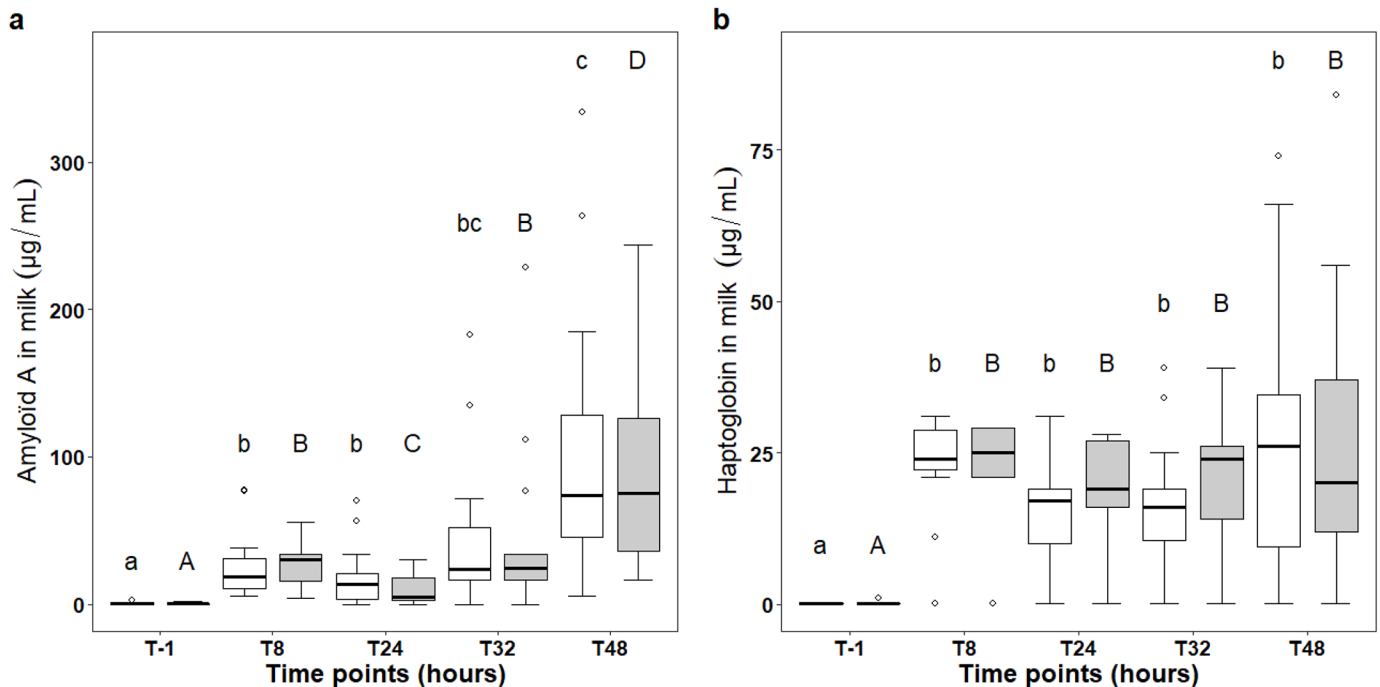 a
Amyloïd A in milk (µg/mL)
300
200
100
0
a A b B b C bc B c D
T-1 T8 T24 T32 T48
Time points (hours)
b
Haptoglobin in milk (µg/mL)
75
50
25
0
a A b B b B b B b B
T-1 T8 T24 T32 T48
Time points (hours)